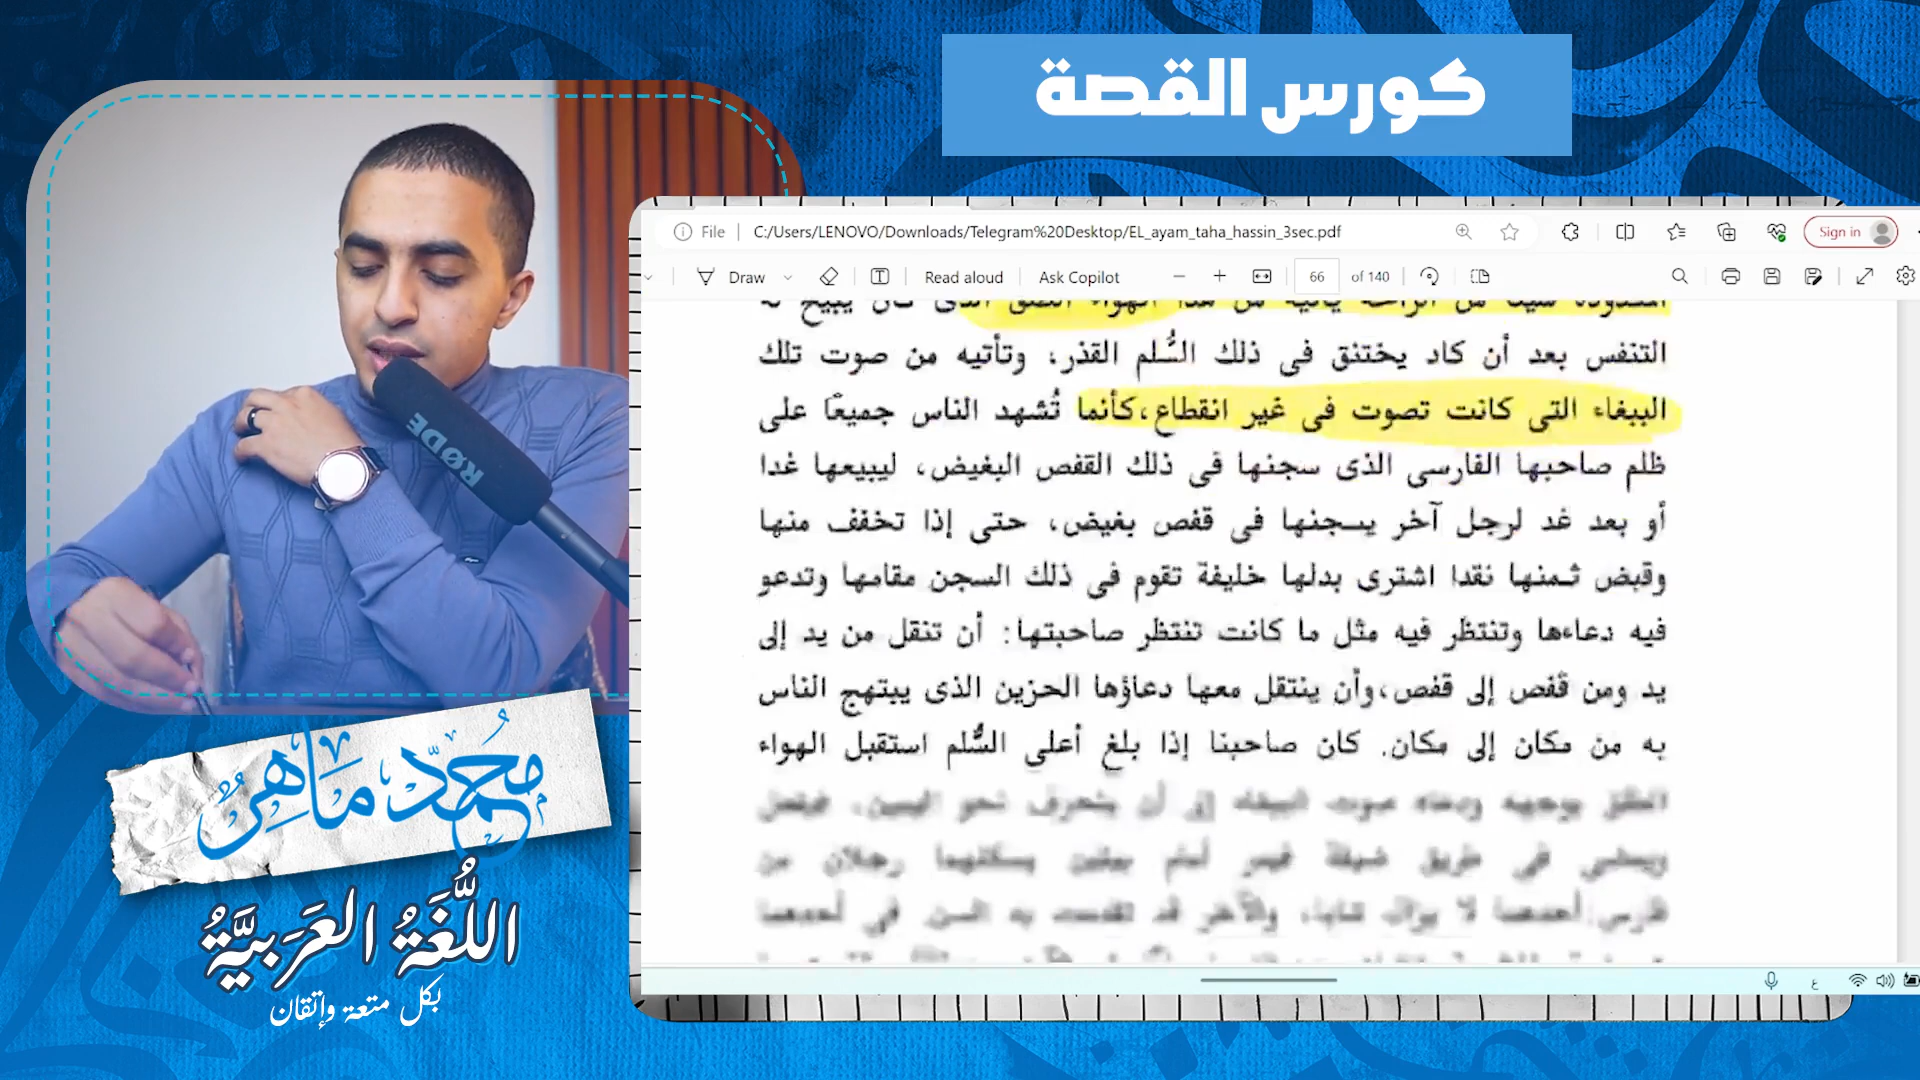 كورس القصة
File
C:/Users/LENOVO/Downloads/Telegram%20Desktop/EL_ayam_taha_hassin_3sec.pdf
Sign in
Draw
Read aloud
Ask Copilot
66 of 140
التنفس بعد أن كاد يختنق فى ذلك السُّلم القذر، وتأتيه من صوت تلك
الببغاء التى كانت تصوت فى غير انقطاع،كأنما تُشهد الناس جميعًا على
ظلم صاحبها الفارسى الذى سجنها فى ذلك القفص البغيض، ليبيعها غدا
أو بعد غد لرجل آخر يسجنها فى قفص بغيض، حتى إذا تخفف منها
وقبض ثمنها نقدا اشترى بدلها خليفة تقوم فى ذلك السجن مقامها وتدعو
فيه دعاءها وتنتظر فيه مثل ما كانت تنتظر صاحبتها: أن تنقل من يد إلى
يد ومن قفص إلى قفص،وأن ينتقل معها دعاؤها الحزين الذى يبتهج الناس
به من مكان إلى مكان. كان صاحبنا إذا بلغ أعلى السُّلم استقبل الهواء
RØDE
مُحَمَّد مَاهِرٌ
اللُّغَةُ العَرَبيَّةُ
بكل متعة وإتقان
ع